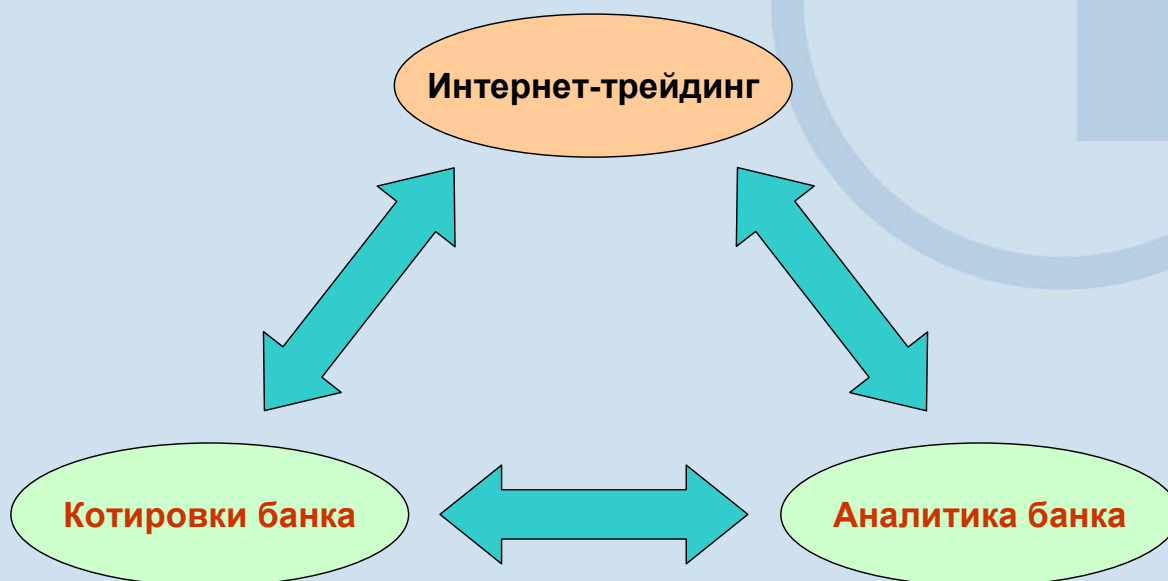 Интернет-трейдинг
Котировки банка
Аналитика банка